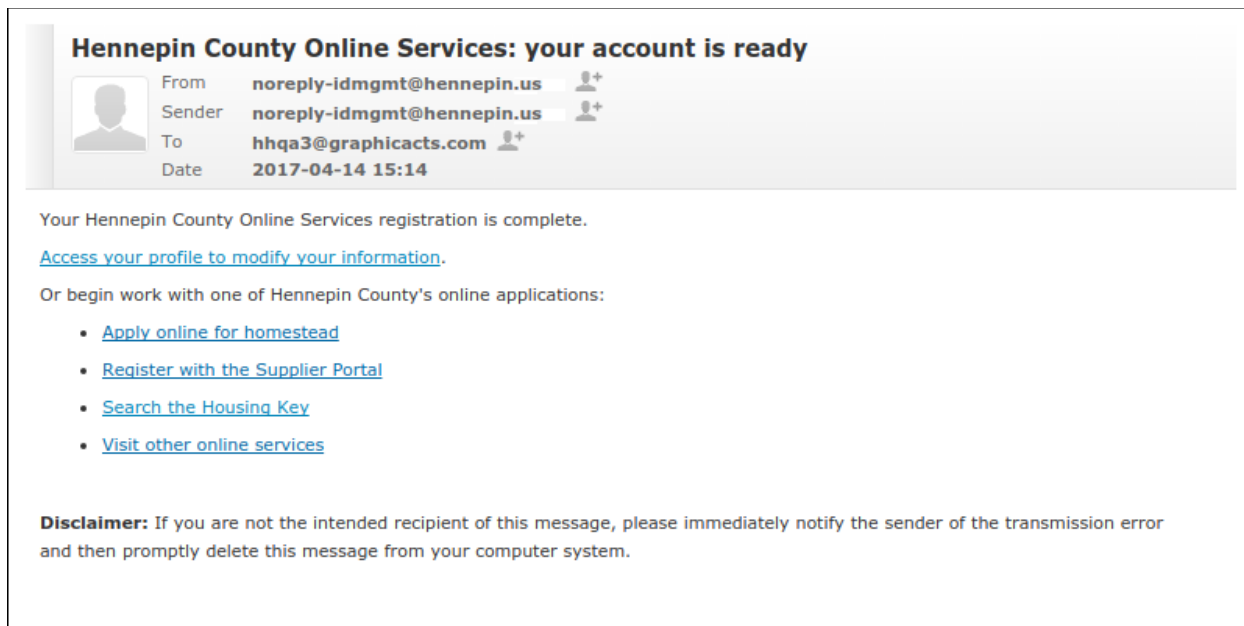 Hennepin County Online Services: your account is ready
From noreply-idmgmt@hennepin.us
Sender noreply-idmgmt@hennepin.us
To hhqa3@graphicacts.com
Date 2017-04-14 15:14
Your Hennepin County Online Services registration is complete.
Access your profile to modify your information.
Or begin work with one of Hennepin County's online applications:
• Apply online for homestead
• Register with the Supplier Portal
• Search the Housing Key
• Visit other online services
Disclaimer: If you are not the intended recipient of this message, please immediately notify the sender of the transmission error
and then promptly delete this message from your computer system.